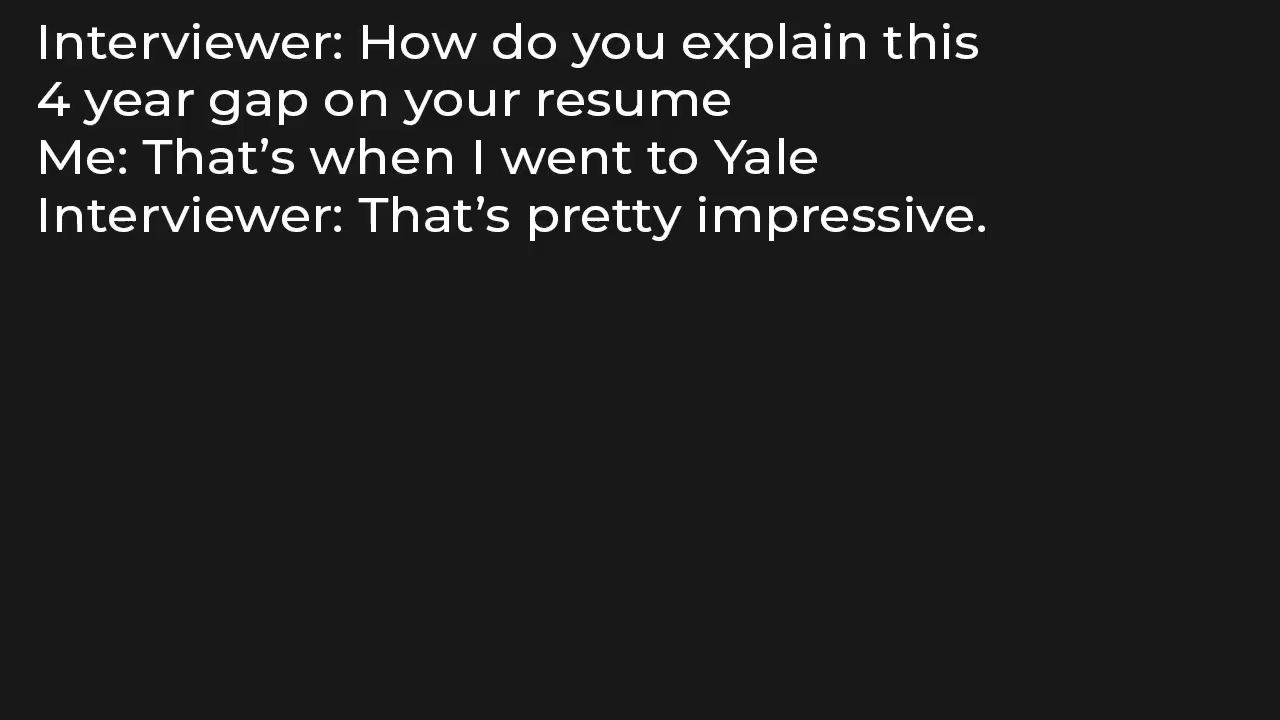 Interviewer: How do you explain this
4 year gap on your resume
Me: That’s when I went to Yale
Interviewer: That’s pretty impressive.